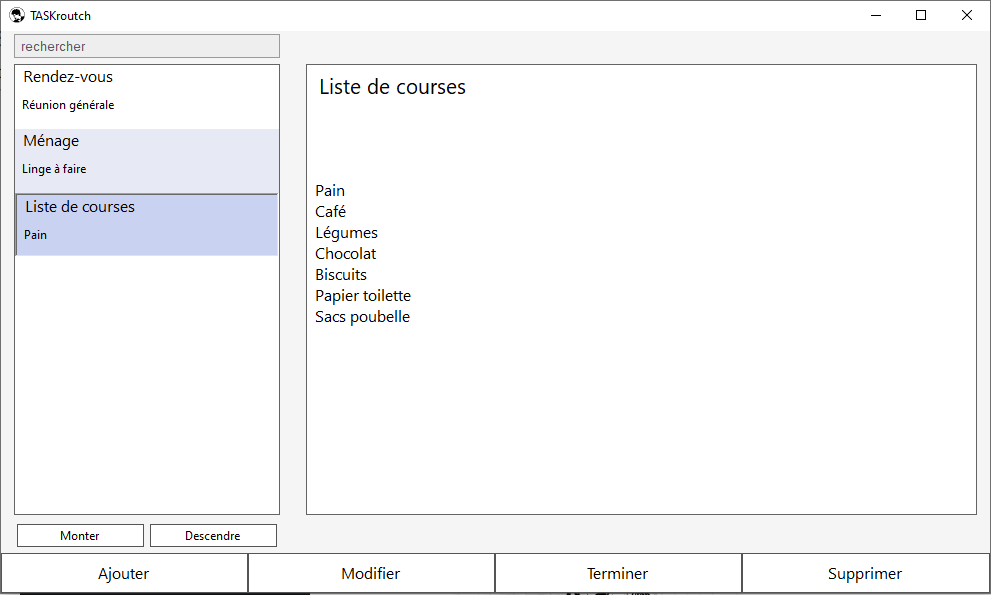 TASKroutch
rechercher
Rendez-vous
Réunion générale
Ménage
Linge à faire
Liste de courses
Pain
Liste de courses
Pain
Café
Légumes
Chocolat
Biscuits
Papier toilette
Sacs poubelle
Monter
Descendre
Ajouter
Modifier
Terminer
Supprimer